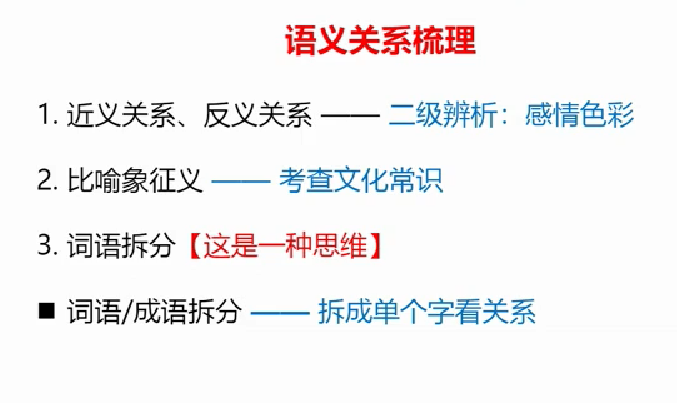 语义关系梳理
1. 近义关系、反义关系 —— 二级辨析：感情色彩
2. 比喻象征义 —— 考查文化常识
3. 词语拆分【这是一种思维】
■ 词语/成语拆分 —— 拆成单个字看关系